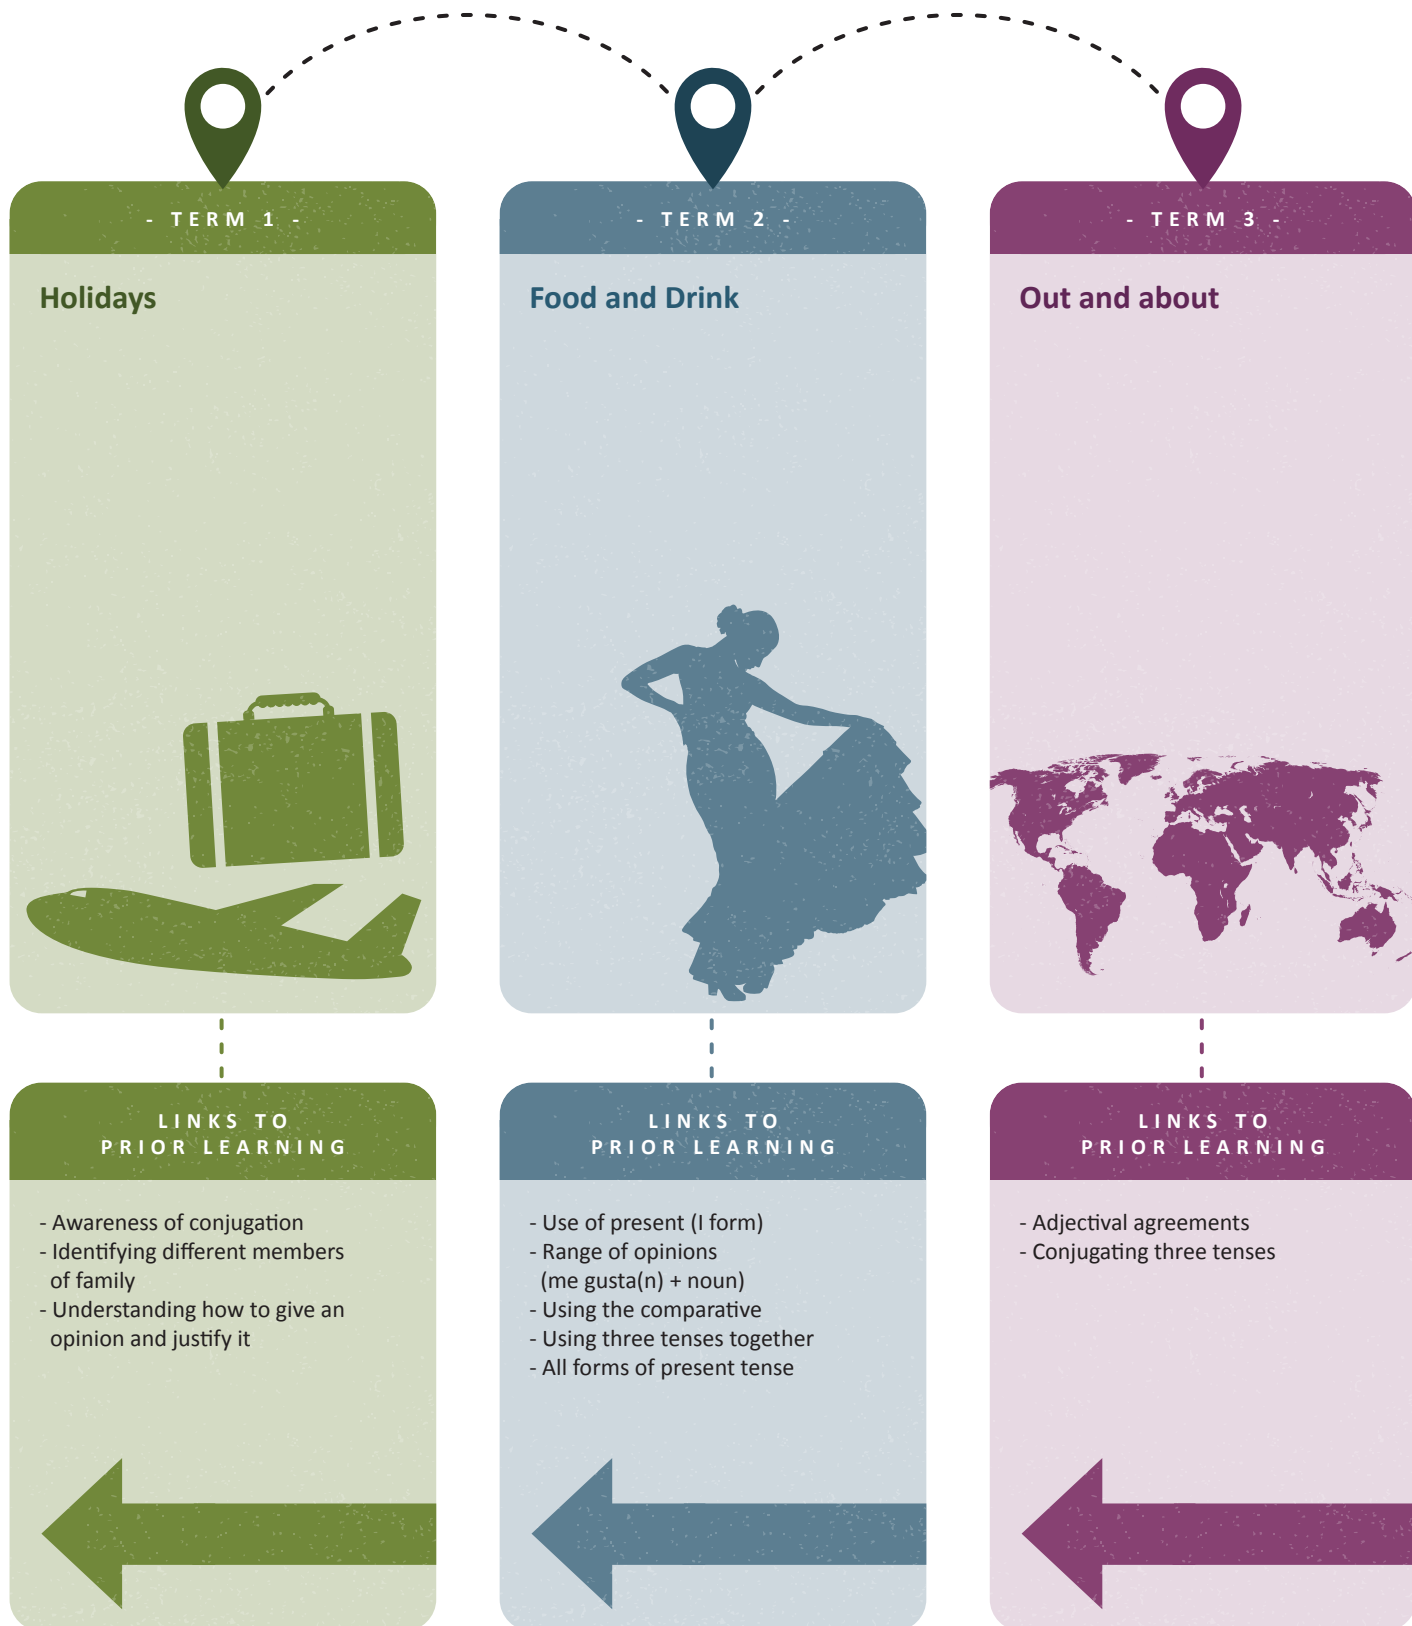 - TERM 1 -
Holidays
- TERM 2 -
Food and Drink
- TERM 3 -
Out and about
LINKS TO
PRIOR LEARNING
- Awareness of conjugation
- Identifying different members
of family
- Understanding how to give an
opinion and justify it
LINKS TO
PRIOR LEARNING
- Use of present (I form)
- Range of opinions
(me gusta(n) + noun)
- Using the comparative
- Using three tenses together
- All forms of present tense
LINKS TO
PRIOR LEARNING
- Adjectival agreements
- Conjugating three tenses